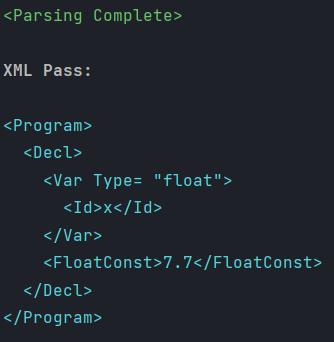 <Parsing Complete>
XML Pass:
<Program>
  <Decl>
    <Var Type= "float">
      <Id>x</Id>
    </Var>
    <FloatConst>7.7</FloatConst>
  </Decl>
</Program>